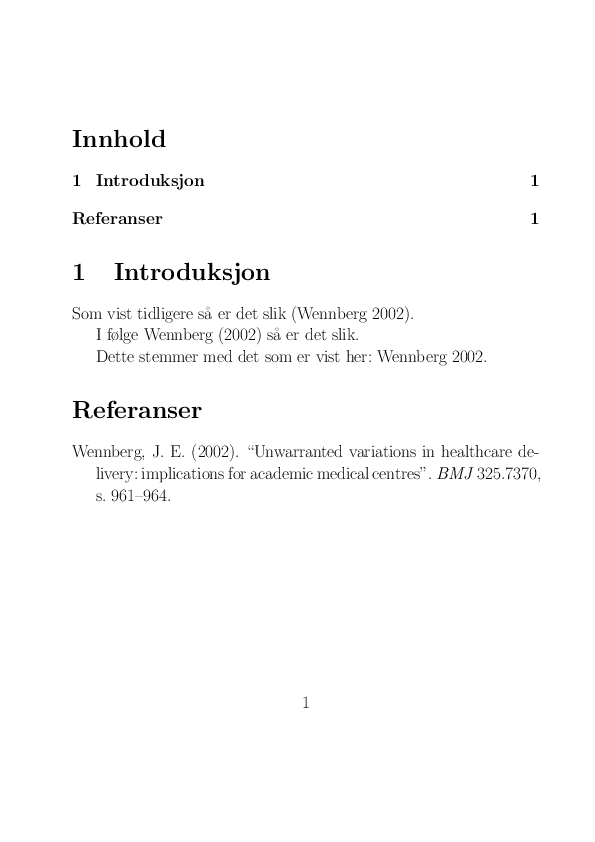 Innhold
1 Introduksjon 1
Referanser 1
1 Introduksjon
Som vist tidligere så er det slik (Wennberg 2002).
I følge Wennberg (2002) så er det slik.
Dette stemmer med det som er vist her: Wennberg 2002.
Referanser
Wennberg, J. E. (2002). “Unwarranted variations in healthcare de-
livery: implications for academic medical centres”. BMJ 325.7370,
s. 961–964.
1